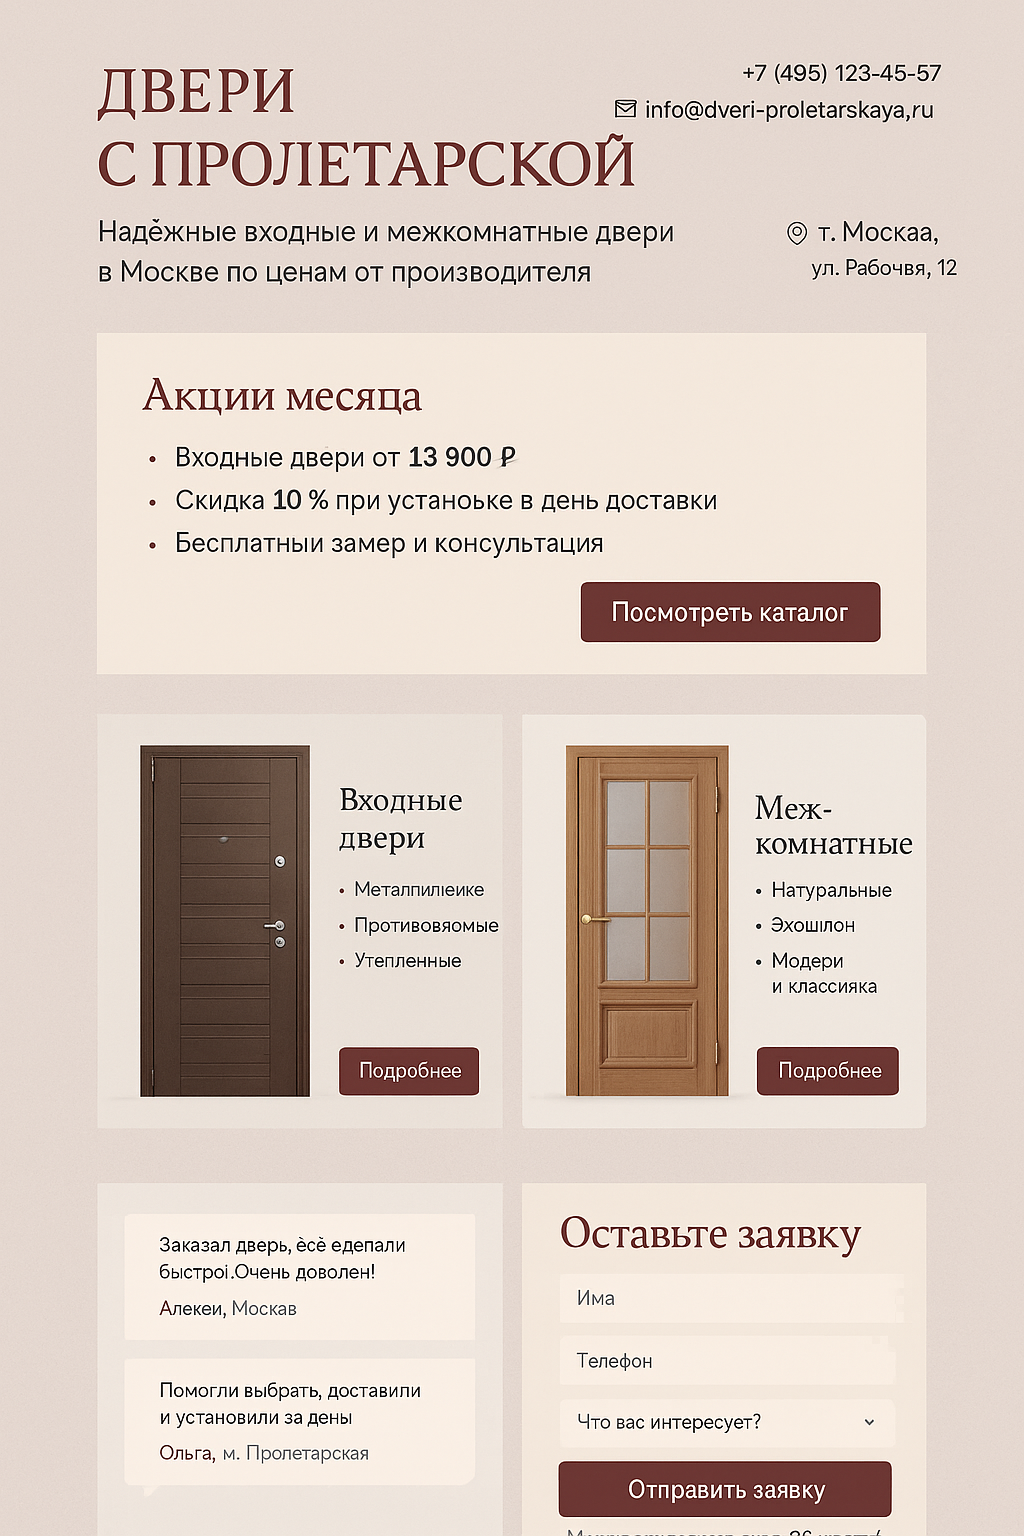 ДВЕРИ
С ПРОЛЕТАРСКОЙ
+7 (495) 123-45-57
info@dveri-proletarskaya,ru
Надёжные входные и межкомнатные двери
в Москве по ценам от производителя
т. Москаа,
ул. Рабочвя, 12
Акции месяца
• Входные двери от 13 900 ₽
• Скидка 10 % при устаноьке в день доставки
• Бесплатныи замер и консультация
Посмотреть каталог
Входные
двери
• Металпилıеике
• Противовяомые
• Утепленные
Подробнее
Меж-
комнатные
• Натуральные
• Эхошıлон
• Модери
и классияка
Подробнее
Заказал дверь, ѐсѐ едепали
быстроі.Очень доволен!
Алекеи, Москав
Помогли выбрать, доставили
и установили за дены
Ольга, м. Пролетарская
Оставьте заявку
Има
Телефон
Что вас интересует?
Отправить заявку